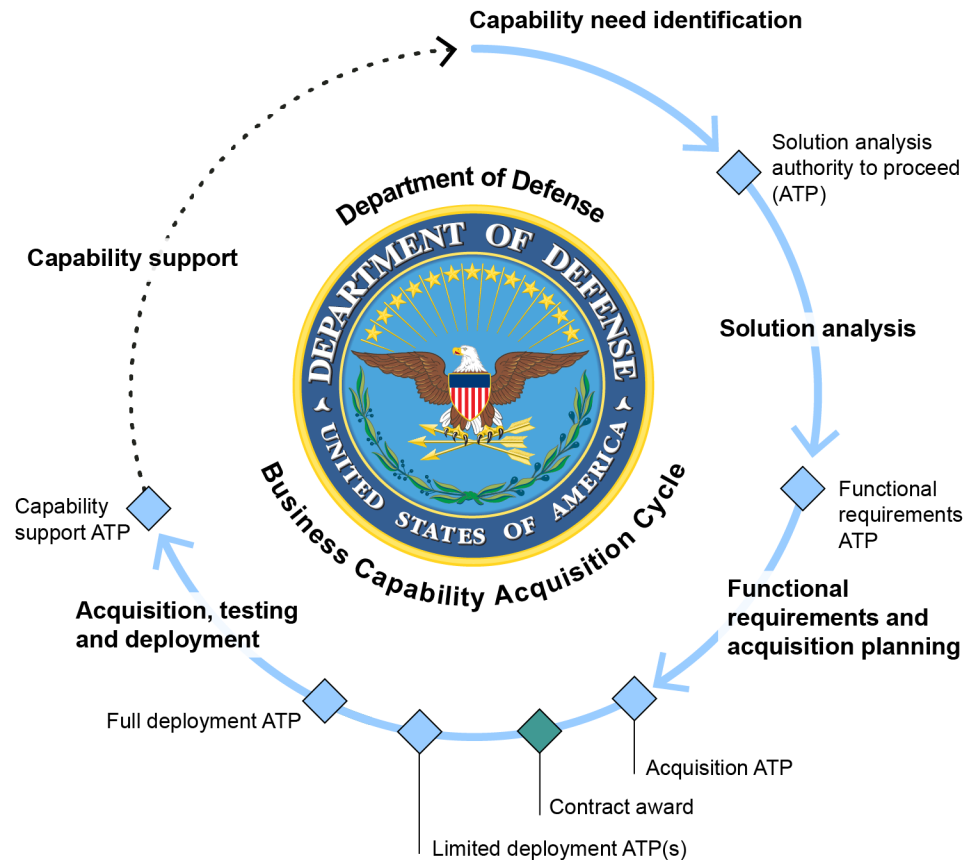 Capability need identification
Solution analysis
authority to proceed
(ATP)
Department of Defense
DEPARTMENT OF DEFENSE
UNITED STATES OF AMERICA
Business Capability Acquisition Cycle
Capability support
Solution analysis
Capability
support ATP
Functional
requirements
ATP
Acquisition, testing
and deployment
Functional
requirements and
acquisition planning
Full deployment ATP
Acquisition ATP
Contract award
Limited deployment ATP(s)